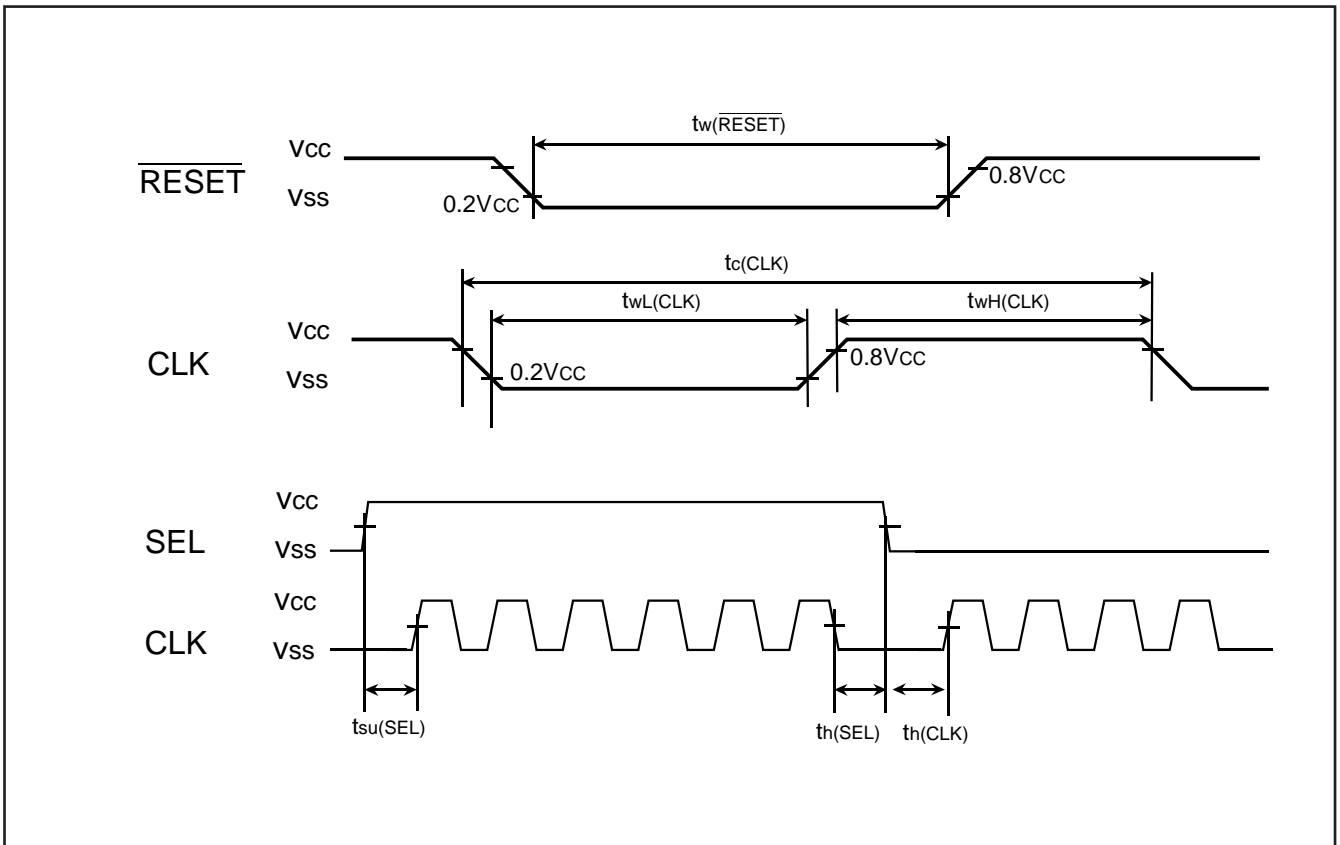 tw(RESET)
VCC
RESET
0.8VCC
VSS
0.2VCC
tc(CLK)
twL(CLK)
twH(CLK)
VCC
CLK
0.8VCC
VSS
0.2VCC
VCC
SEL
VSS
VCC
CLK
VSS
tsu(SEL)
th(SEL)
th(CLK)